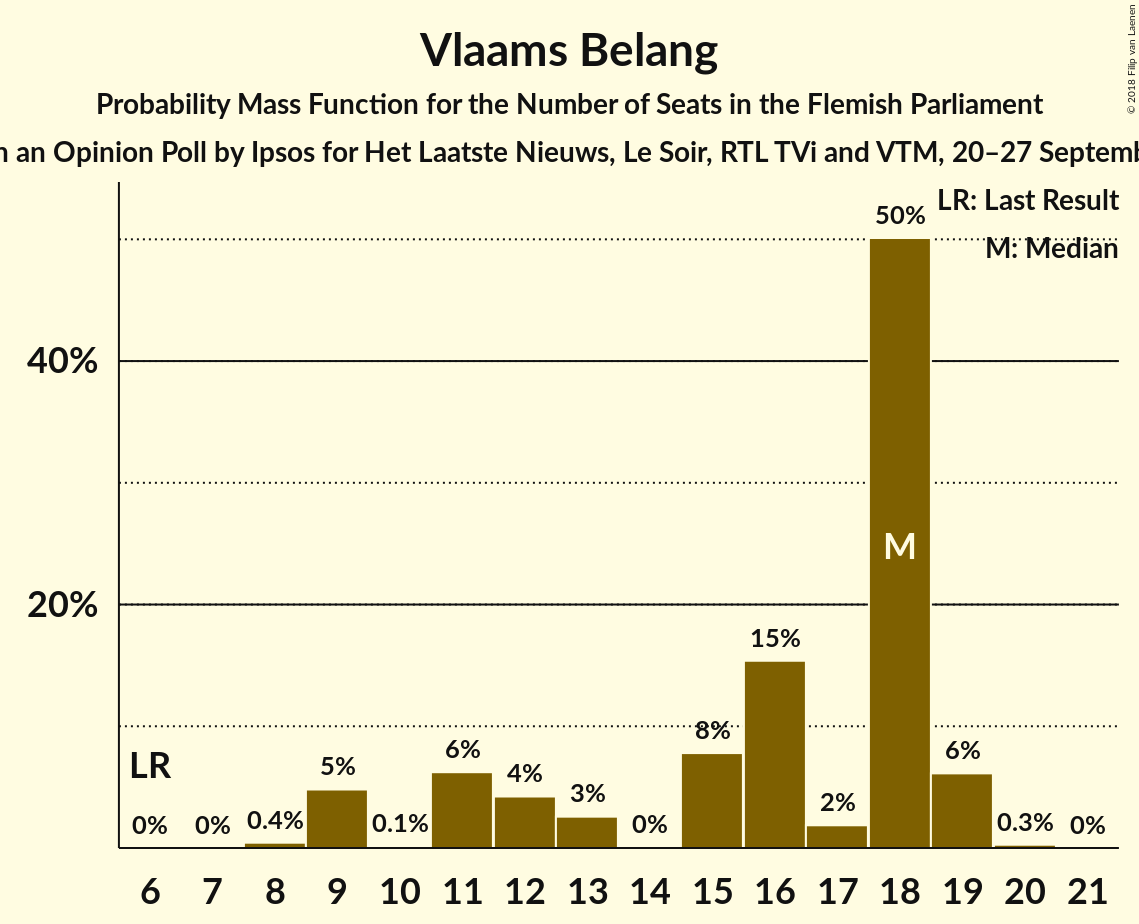 © 2018 Filip van Laenen
Vlaams Belang
Probability Mass Function for the Number of Seats in the Flemish Parliament
an Opinion Poll by Ipsos for Het Laatste Nieuws, Le Soir, RTL TVi and VTM, 20–27
LR: Last Result
M: Median
50%
40%
20%
M
LR
0%
0%
0.4%
5%
0.1%
6%
4%
3%
0%
8%
15%
2%
6%
0.3%
0%
6 7 8 9 10 11 12 13 14 15 16 17 18 19 20 21